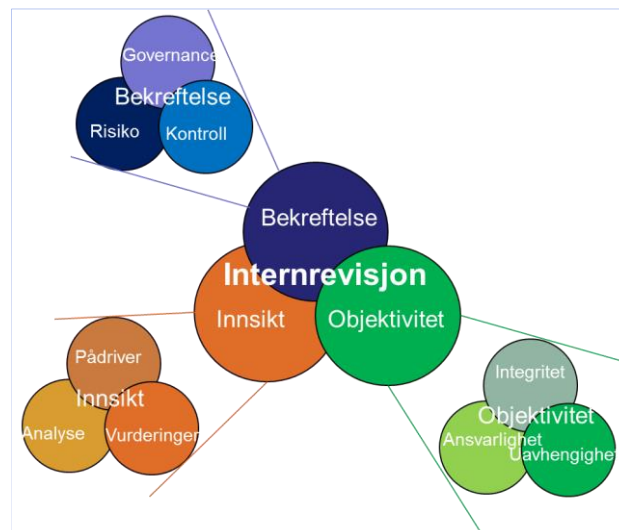 Governance
Bekreftelse
Risiko
Kontroll
Bekreftelse
Internrevisjon
Innsikt
Objektivitet
Pådriver
Innsikt
Analyse
Vurderinger
Integritet
Objektivitet
Ansvarlighet
Uavhengighet